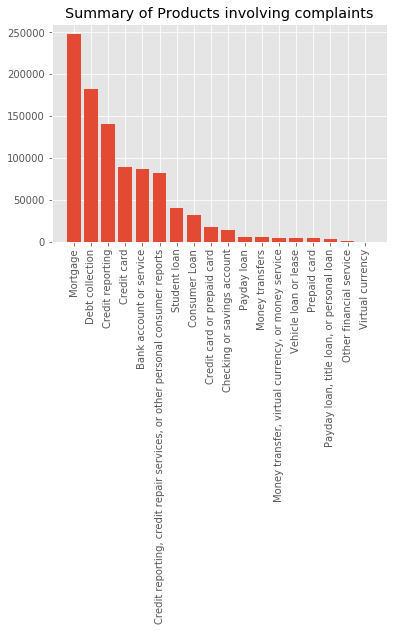 Summary of Products involving complaints
250000
200000
150000
100000
50000
0
Mortgage
Debt collection
Credit reporting
Credit card
Bank account or service
Credit reporting, credit repair services, or other personal consumer reports
Student loan
Consumer Loan
Credit card or prepaid card
Checking or savings account
Payday loan
Money transfers
Money transfer, virtual currency, or money service
Vehicle loan or lease
Prepaid card
Payday loan, title loan, or personal loan
Other financial service
Virtual currency